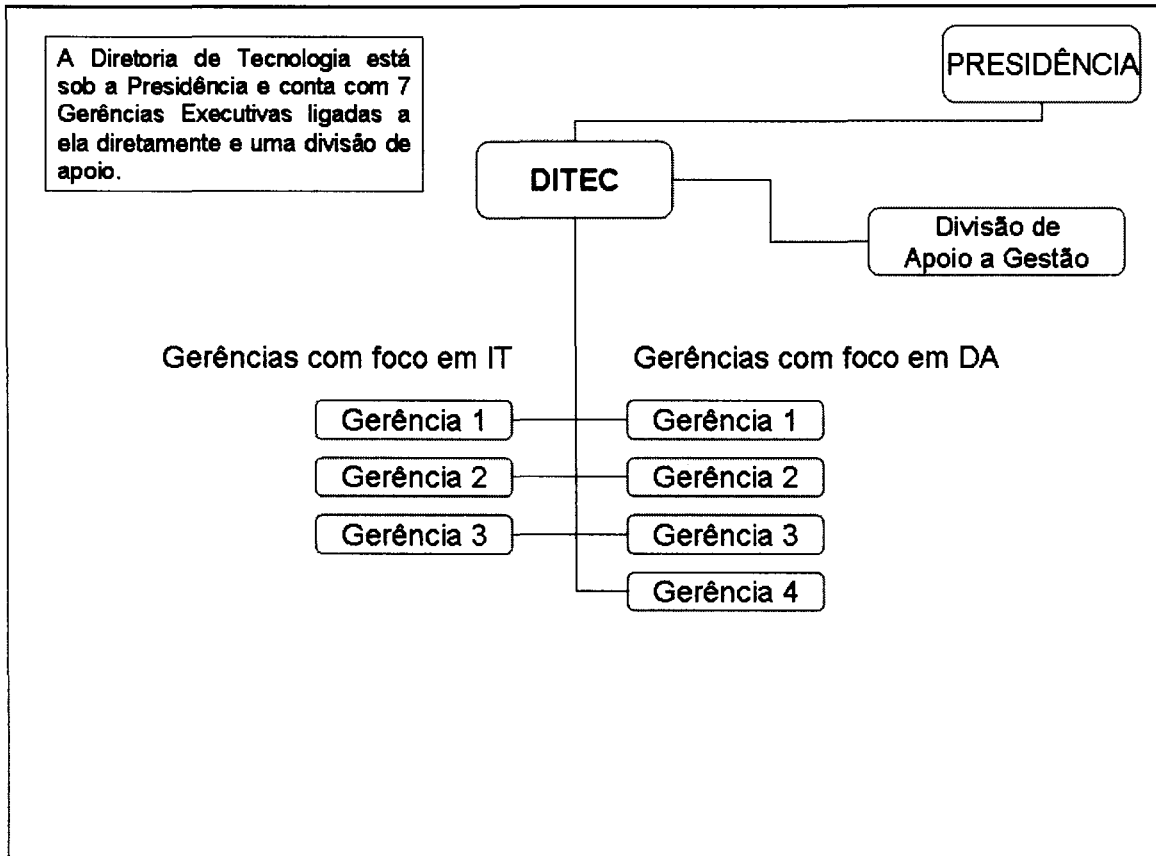 A Diretoria de Tecnologia está
sob a Presidência e conta com 7
Gerências Executivas ligadas a
ela diretamente e uma divisão de
apoio.
PRESIDÊNCIA
DITEC
Divisão de
Apoio a Gestão
Gerências com foco em IT
Gerências com foco em DA
Gerência 1
Gerência 1
Gerência 2
Gerência 2
Gerência 3
Gerência 3
Gerência 4